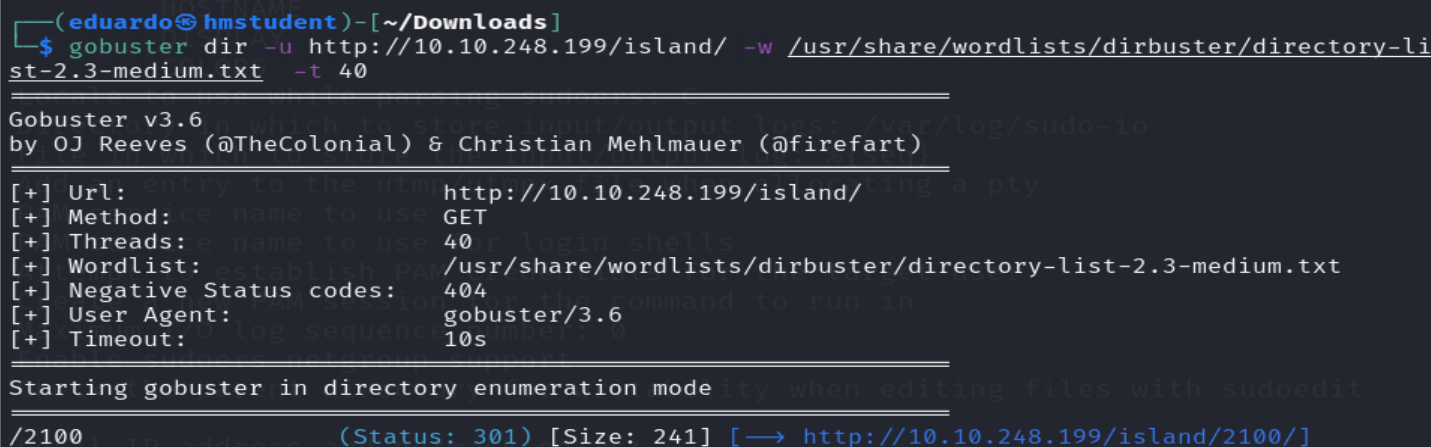 ┌──(eduardo㉿hmstudent)-[~/Downloads]
└─$ gobuster dir -u http://10.10.248.199/island/ -w /usr/share/wordlists/dirbuster/directory-li
st-2.3-medium.txt -t 40
===============================================================
Gobuster v3.6
by OJ Reeves (@TheColonial) & Christian Mehlmauer (@firefart)
===============================================================
[+] Url: http://10.10.248.199/island/
[+] Method: GET
[+] Threads: 40
[+] Wordlist: /usr/share/wordlists/dirbuster/directory-list-2.3-medium.txt
[+] Negative Status codes: 404
[+] User Agent: gobuster/3.6
[+] Timeout: 10s
===============================================================
Starting gobuster in directory enumeration mode
===============================================================
/2100 (Status: 301) [Size: 241] [--> http://10.10.248.199/island/2100/]